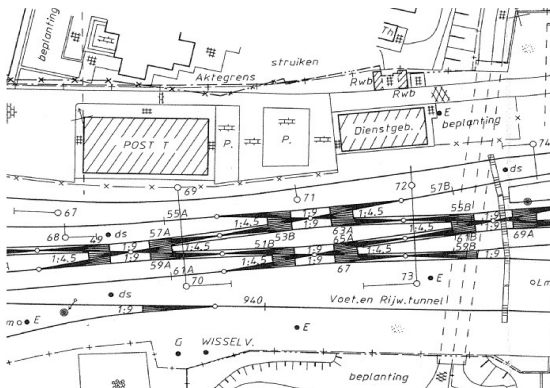 beplanting
struiken
Th
Aktegrens
Rwb
Rwb
E
beplanting
POST T
P.
P.
Dienstgeb.
74
69
71
72
57B
ds
67
55A
1:9
1:4,5
55B
68
49
ds
57A
1:4,5
53B
63A
65A
1:9
69A
1:9
1:4,5
51B
1:9
1:4,5
61B
59B
1:4,5
1:9
59A
61A
1:4,5
1:9
67
70
73
E
Lm
ds
940
Voet.en Rijw.tunnel
m
E
1:9
E
G
WISSELV.
beplanting